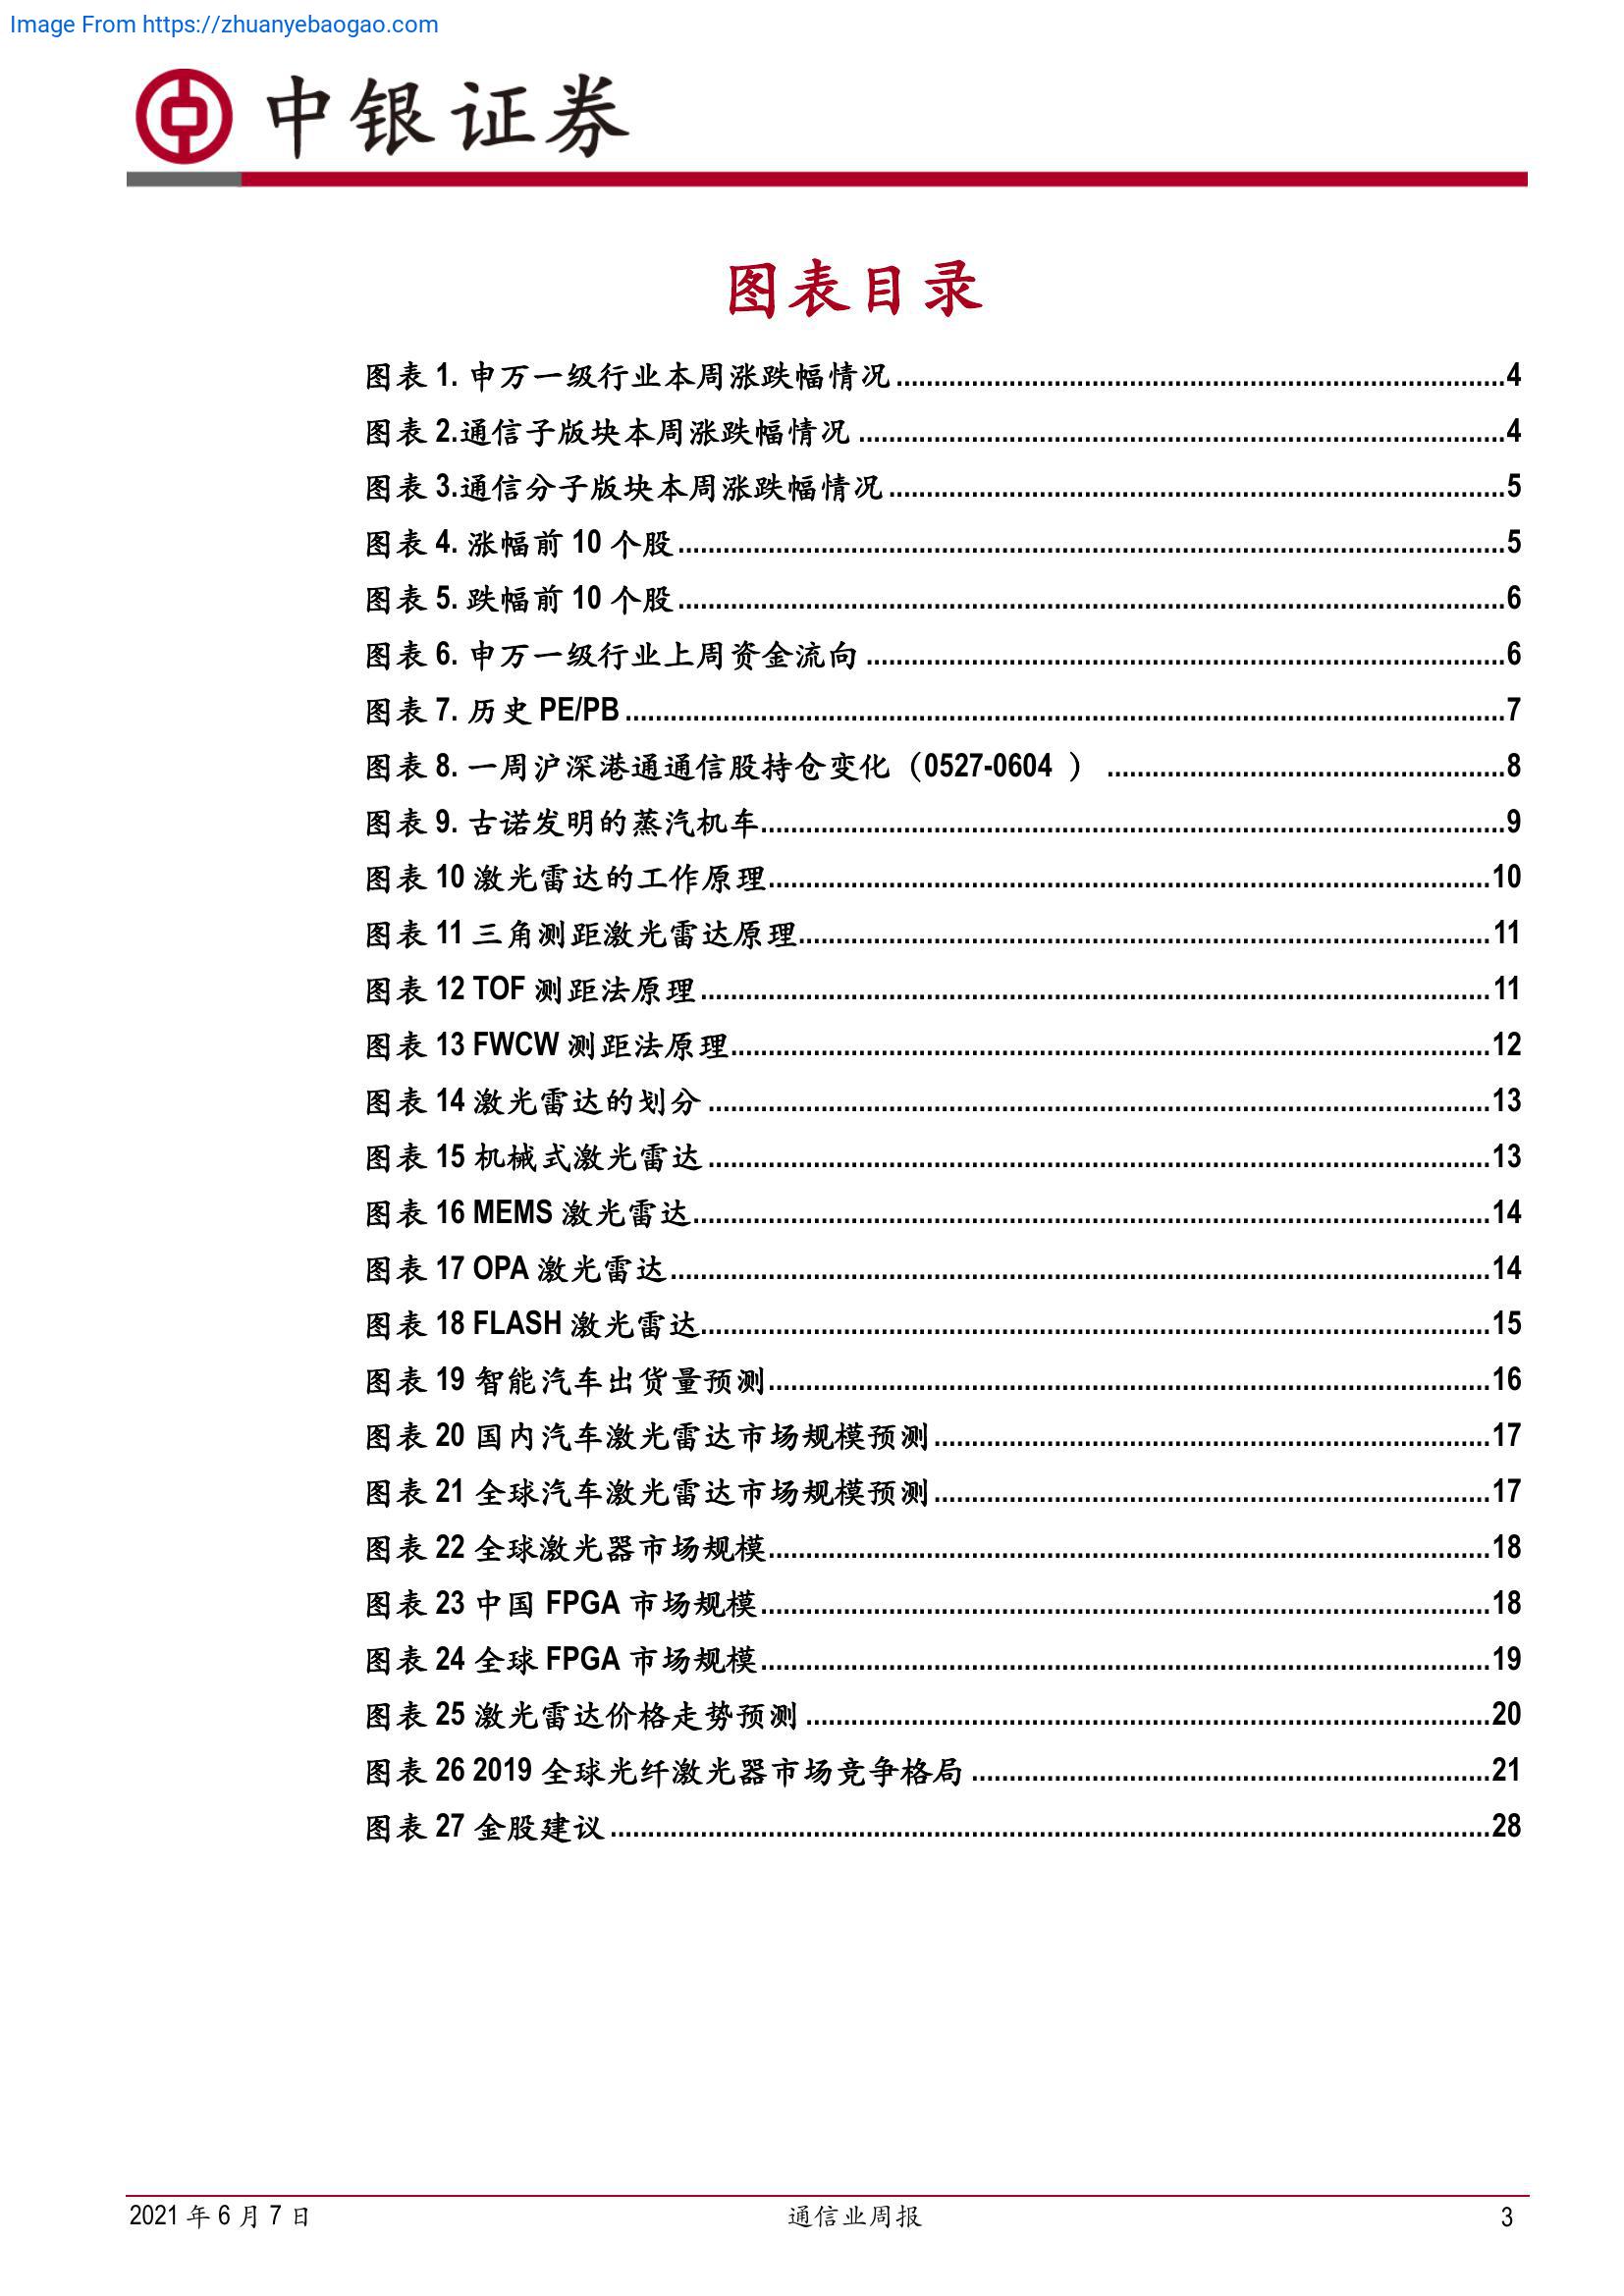 Image From https://zhuanyebaogao.com
中银证券
图表目录
图表 1. 申万一级行业本周涨跌幅情况................................................................................4
图表 2.通信子版块本周涨跌幅情况.....................................................................................4
图表 3.通信分子版块本周涨跌幅情况.................................................................................5
图表 4. 涨幅前 10 个股.............................................................................................................5
图表 5. 跌幅前 10 个股.............................................................................................................6
图表 6. 申万一级行业上周资金流向....................................................................................6
图表 7. 历史 PE/PB....................................................................................................................7
图表 8. 一周沪深港通通信股持仓变化（0527-0604 ） ....................................................8
图表 9. 古诺发明的蒸汽机车..................................................................................................9
图表 10 激光雷达的工作原理...............................................................................................10
图表 11 三角测距激光雷达原理...........................................................................................11
图表 12 TOF 测距法原理........................................................................................................11
图表 13 FWCW 测距法原理....................................................................................................12
图表 14 激光雷达的划分.......................................................................................................13
图表 15 机械式激光雷达.......................................................................................................13
图表 16 MEMS 激光雷达.........................................................................................................14
图表 17 OPA 激光雷达............................................................................................................14
图表 18 FLASH 激光雷达........................................................................................................15
图表 19 智能汽车出货量预测...............................................................................................16
图表 20 国内汽车激光雷达市场规模预测.........................................................................17
图表 21 全球汽车激光雷达市场规模预测.........................................................................17
图表 22 全球激光器市场规模...............................................................................................18
图表 23 中国 FPGA 市场规模................................................................................................18
图表 24 全球 FPGA 市场规模................................................................................................19
图表 25 激光雷达价格走势预测..........................................................................................20
图表 26 2019 全球光纤激光器市场竞争格局....................................................................21
图表 27 金股建议....................................................................................................................28
2021 年 6 月 7 日 通信业周报 3